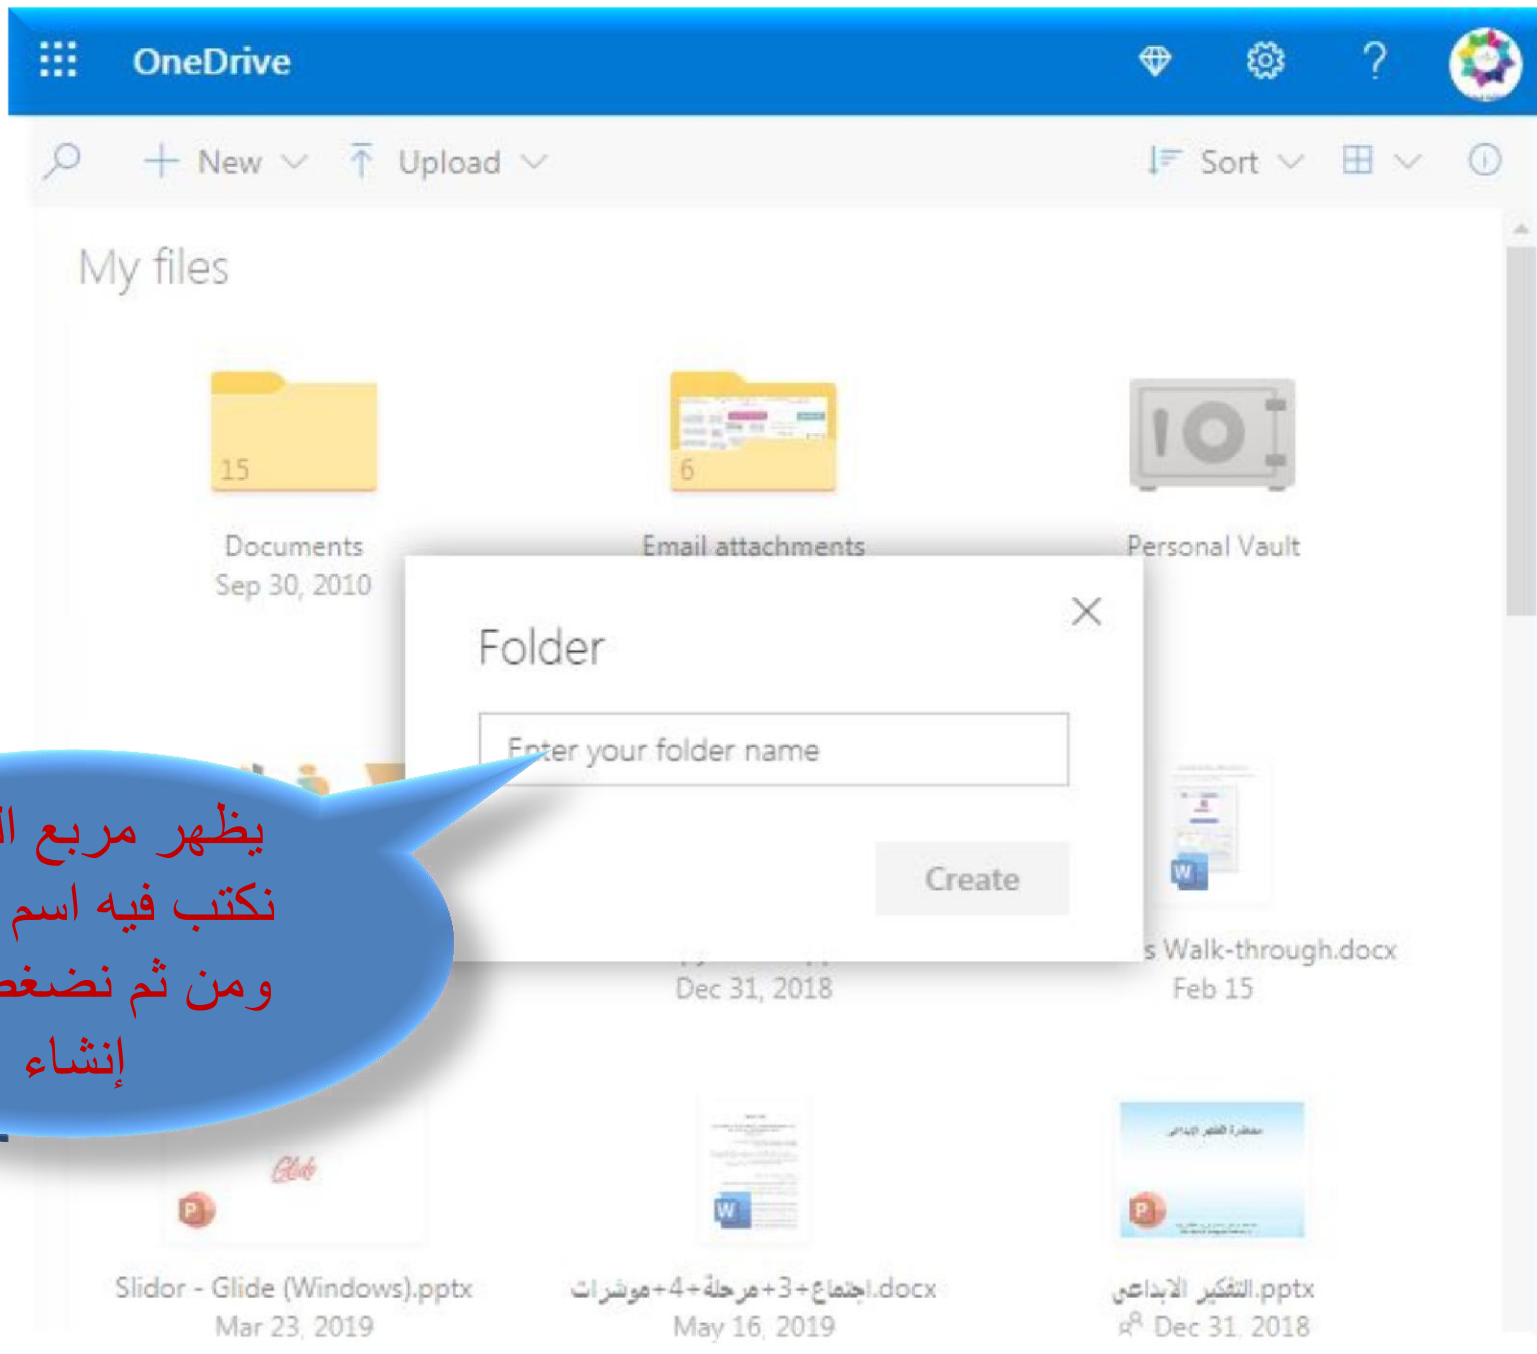 OneDrive
?
New
Upload
Sort
My files
15
6
Documents
Sep 30, 2010
Email attachments
Personal Vault
Folder
Enter your folder name
Create
يظهر مربع
نكتب فيه اسم
ومن ثم
إنشاء
Dec 31, 2018
s Walk-through.docx
Feb 15
Glide
Slidor - Glide (Windows).pptx
Mar 23, 2019
اجتماع+3+مرحلة+4+موشرات.docx
May 16, 2019
التفكير الابداعي.pptx
Dec 31, 2018